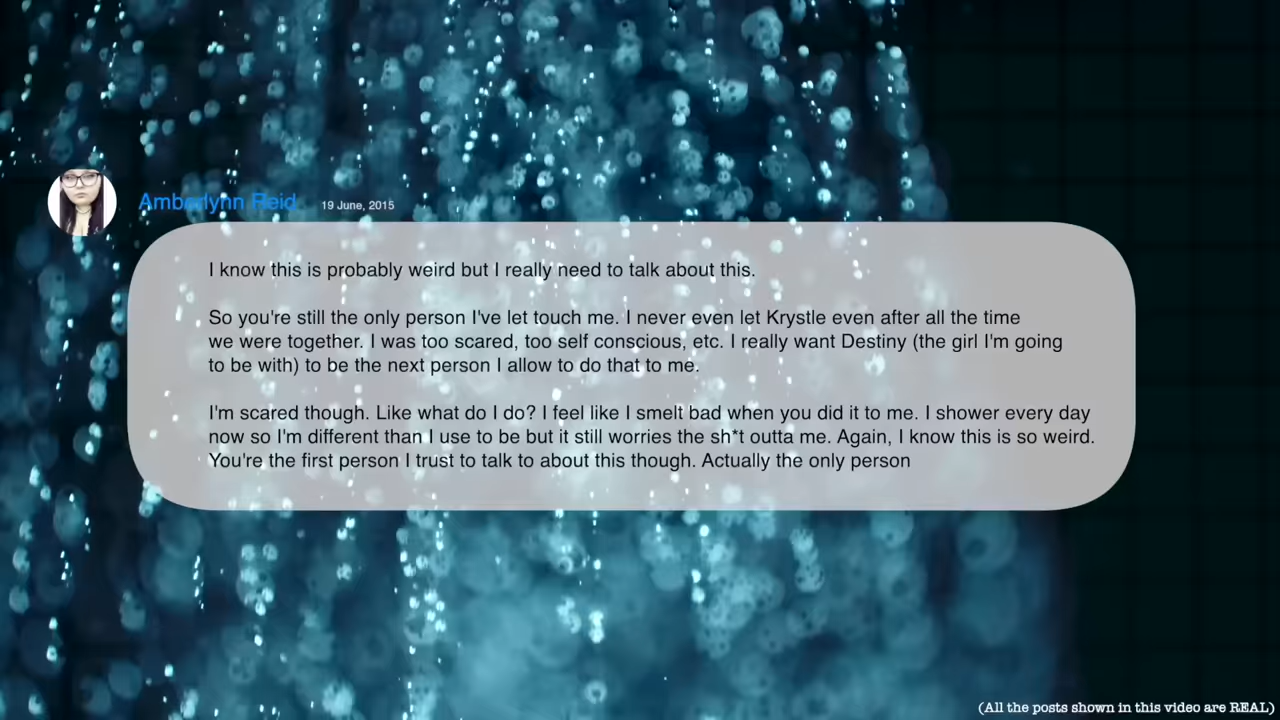 Amberlynn Reid 19 June, 2015
I know this is probably weird but I really need to talk about this.
So you're still the only person I've let touch me. I never even let Krystle even after all the time
we were together. I was too scared, too self conscious, etc. I really want Destiny (the girl I'm going
to be with) to be the next person I allow to do that to me.
I'm scared though. Like what do I do? I feel like I smelt bad when you did it to me. I shower every day
now so I'm different than I use to be but it still worries the sh*t outta me. Again, I know this is so weird.
You're the first person I trust to talk to about this though. Actually the only person
(All the posts shown in this video are REAL)